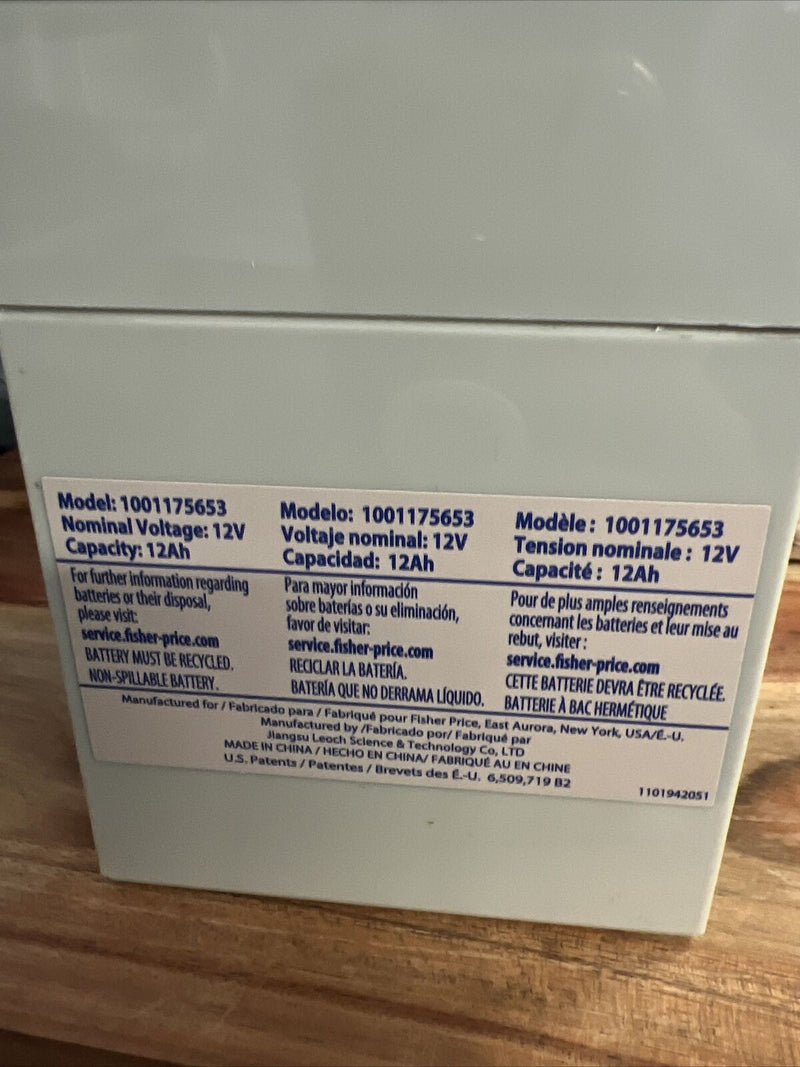 Model: 1001175653
Nominal Voltage: 12V
Capacity: 12Ah
For further information regarding
batteries or their disposal,
please visit:
service.fisher-price.com
BATTERY MUST BE RECYCLED.
NON-SPILLABLE BATTERY.
Modelo: 1001175653
Voltaje nominal: 12V
Capacidad: 12Ah
Para mayor información
sobre baterías o su eliminación,
favor de visitar:
service.fisher-price.com
RECICLAR LA BATERÍA.
BATERÍA QUE NO DERRAMA LÍQUIDO.
Modèle : 1001175653
Tension nominale : 12V
Capacité : 12Ah
Pour de plus amples renseignements
concernant les batteries et leur mise au
rebut, visiter :
service.fisher-price.com
CETTE BATTERIE DEVRA ÊTRE RECYCLÉE.
BATTERIE À BAC HERMÉTIQUE
Manufactured for / Fabricado para / Fabriqué pour Fisher Price, East Aurora, New York, USA/É.-U.
Manufactured by /Fabricado por/ Fabriqué par
Jiangsu Leoch Science & Technology Co, LTD
MADE IN CHINA / HECHO EN CHINA/ FABRIQUÉ AU EN CHINE
U.S. Patents / Patentes / Brevets des É.-U. 6,509,719 B2
1101942051